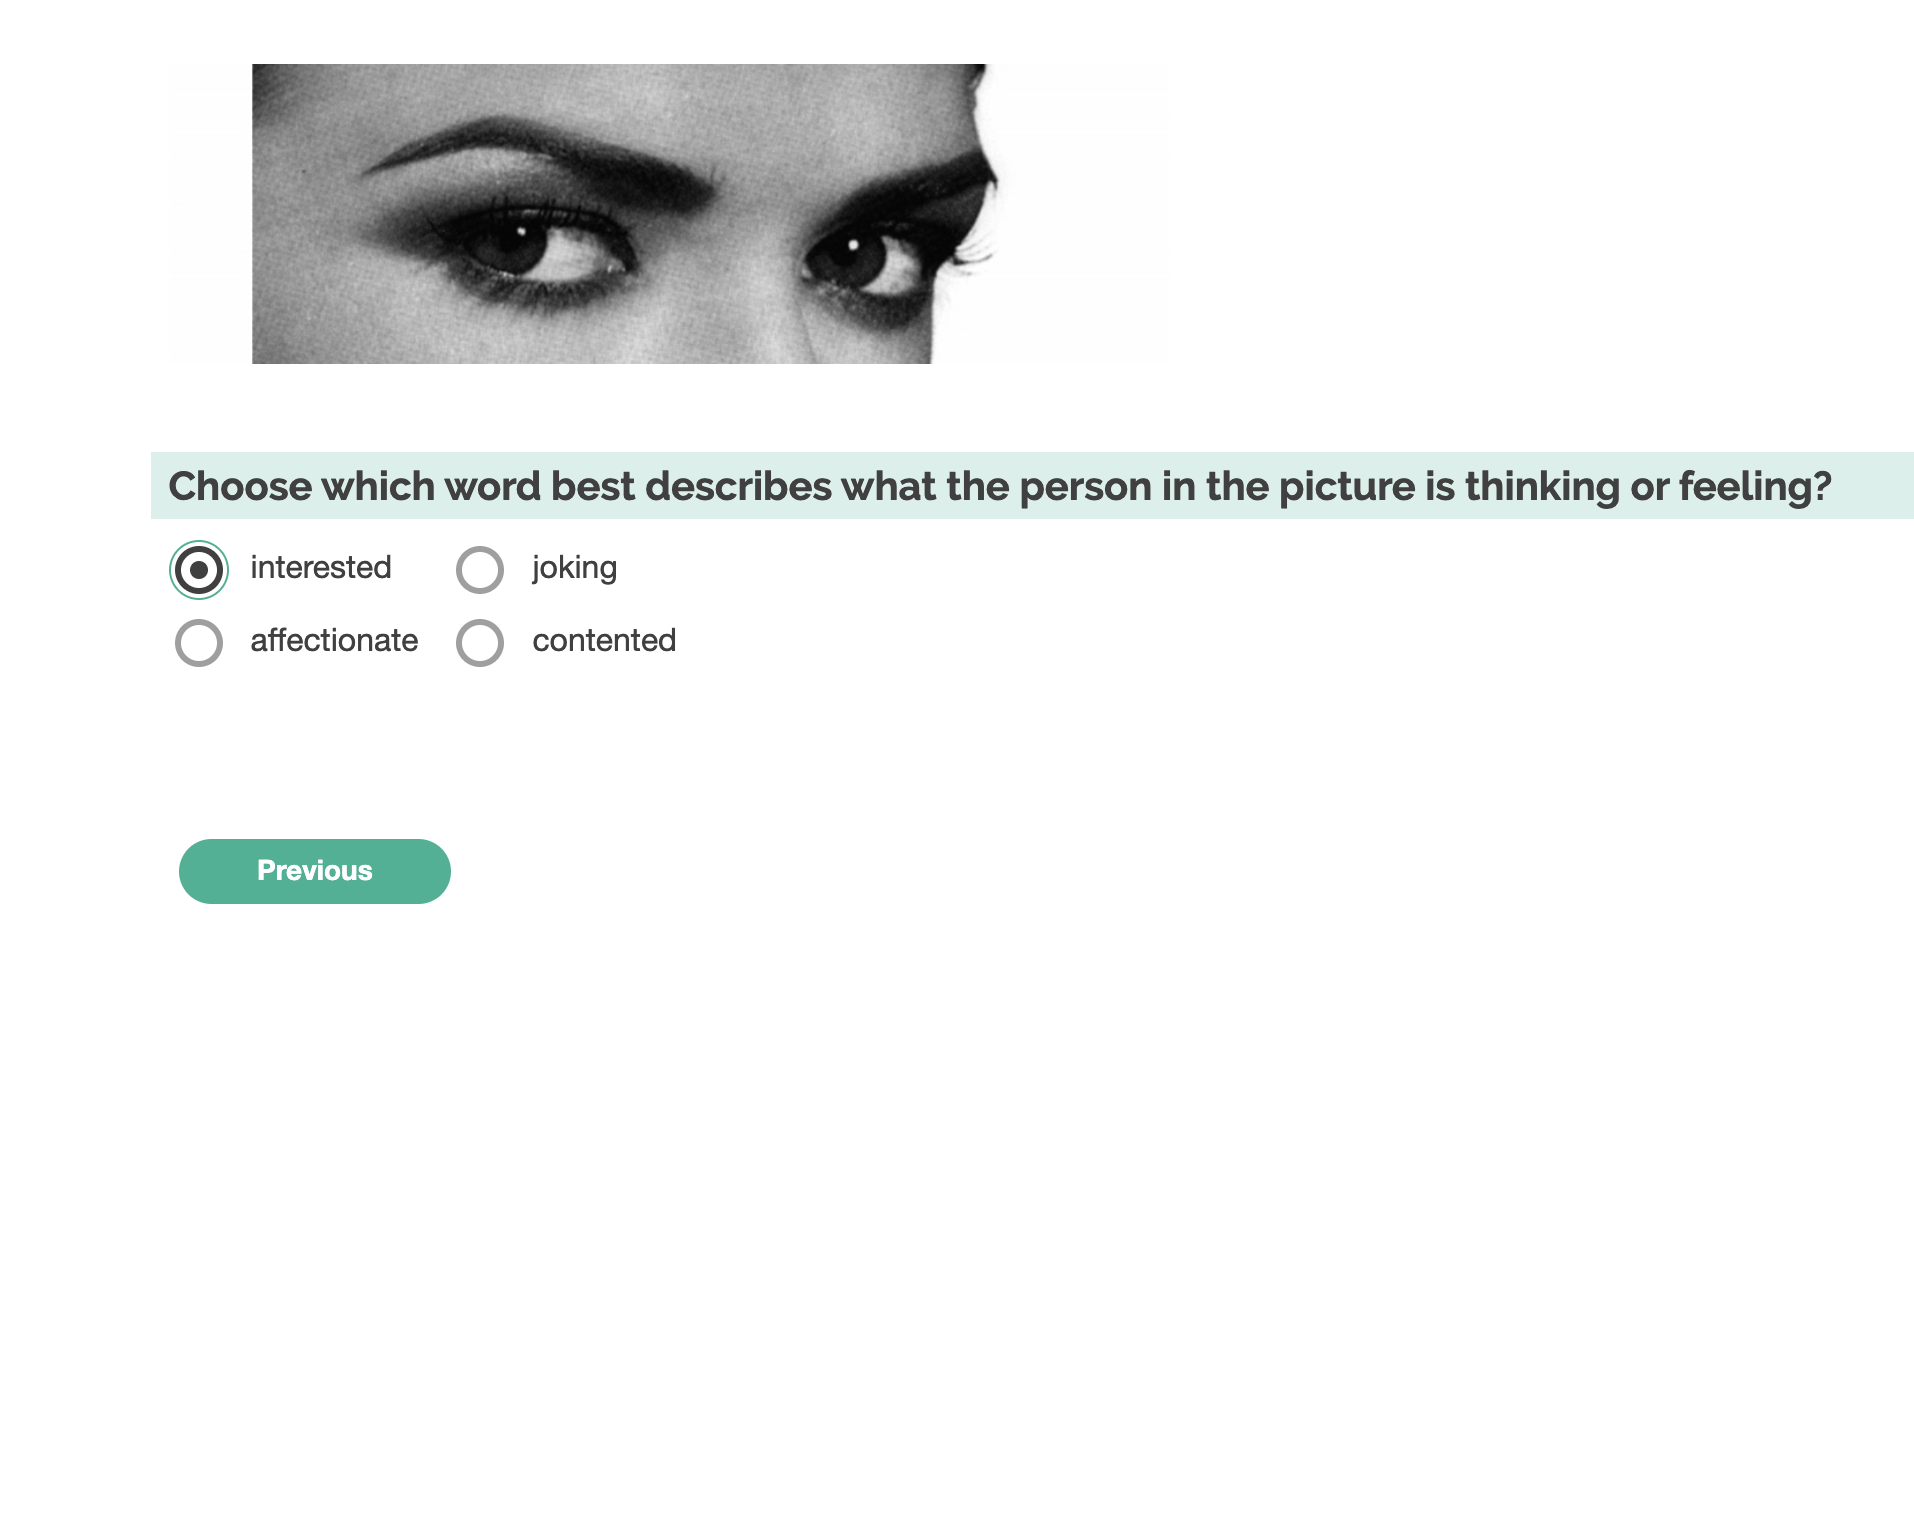 Choose which word best describes what the person in the picture is thinking or feeling?
interested joking
affectionate contented
Previous